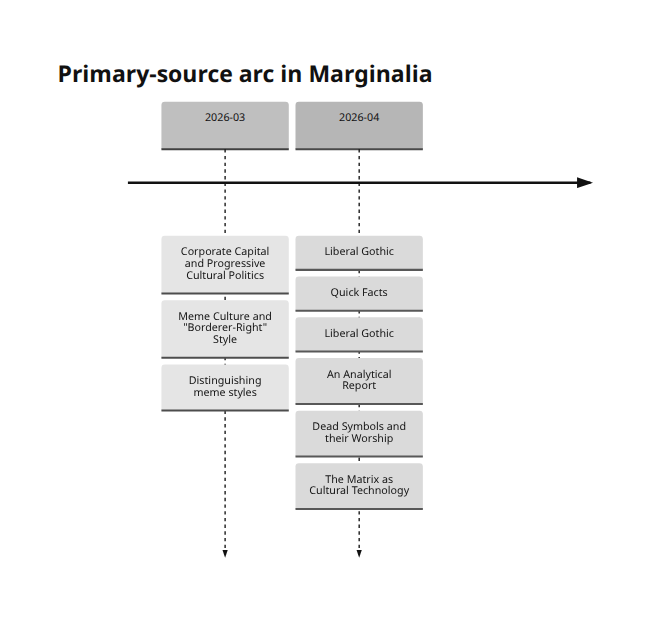 Primary-source arc in Marginalia
2026-03
2026-04
Corporate Capital
and Progressive
Cultural Politics
Meme Culture and
"Borderer-Right"
Style
Distinguishing
meme styles
Liberal Gothic
Quick Facts
Liberal Gothic
An Analytical
Report
Dead Symbols and
their Worship
The Matrix as
Cultural Technology